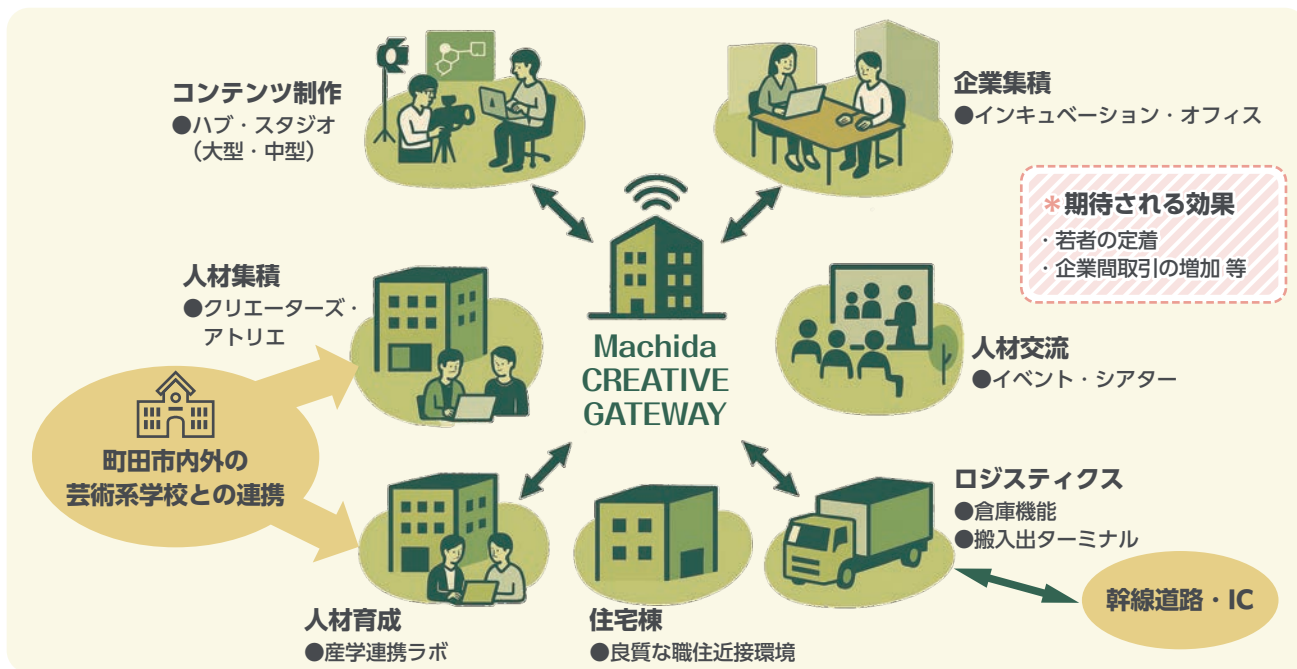 コンテンツ制作
●ハブ・スタジオ
（大型・中型）
企業集積
●インキュベーション・オフィス
＊期待される効果
・若者の定着
・企業間取引の増加 等
人材集積
●クリエーターズ・
アトリエ
Machida
CREATIVE
GATEWAY
人材交流
●イベント・シアター
町田市内外の
芸術系学校との連携
ロジスティクス
●倉庫機能
●搬入出ターミナル
幹線道路・IC
人材育成
●産学連携ラボ
住宅棟
●良質な職住近接環境